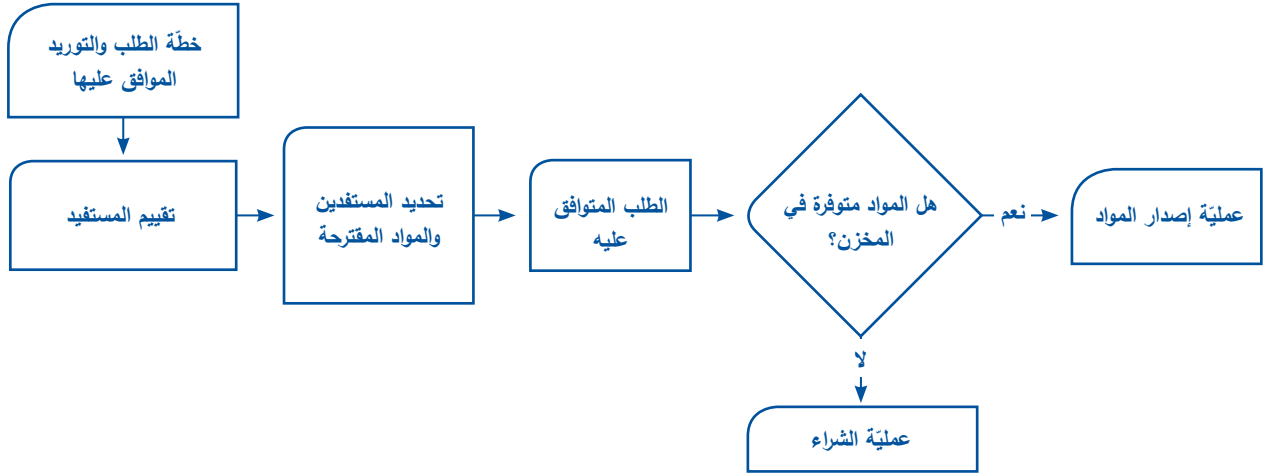 خطّة الطلب والتوريد
الموافق عليها
تقييم المستفيد
تحديد المستفدين
والمواد المقترحة
الطلب المتوافق
عليه
هل المواد متوفرة في
المخزن؟
نعم
عمليّة إصدار المواد
لا
عمليّة الشراء